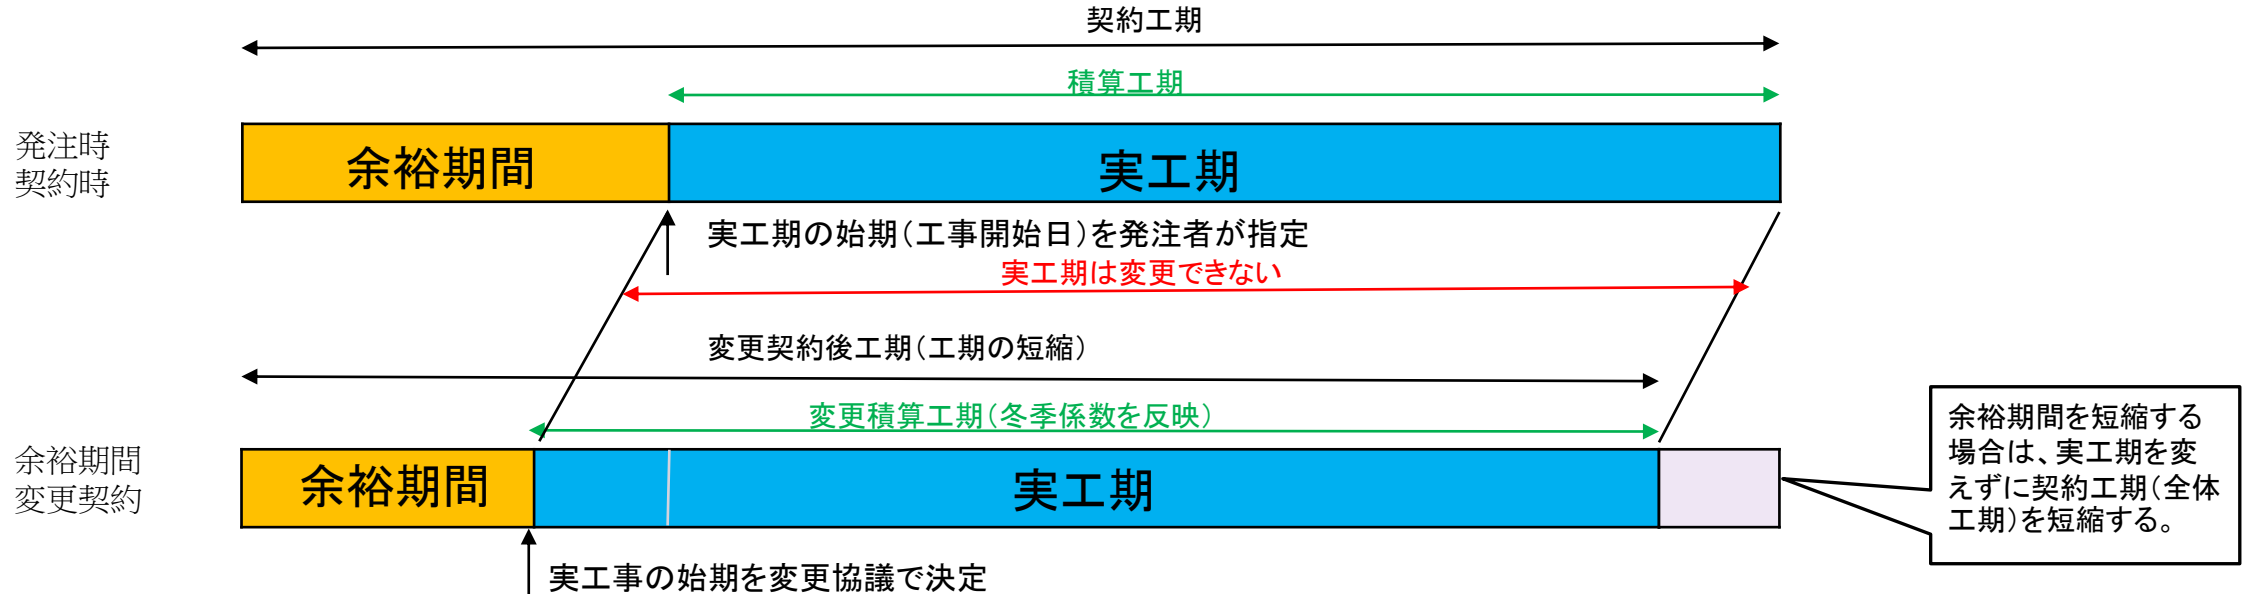 契約工期
積算工期
発注時
契約時
余裕期間
実工期
実工期の始期(工事開始日)を発注者が指定
実工期は変更できない
変更契約後工期(工期の短縮)
変更積算工期(冬季係数を反映)
余裕期間
変更契約
余裕期間
実工期
余裕期間を短縮する
場合は、実工期を変
えずに契約工期(全体
工期)を短縮する。
実工事の始期を変更協議で決定